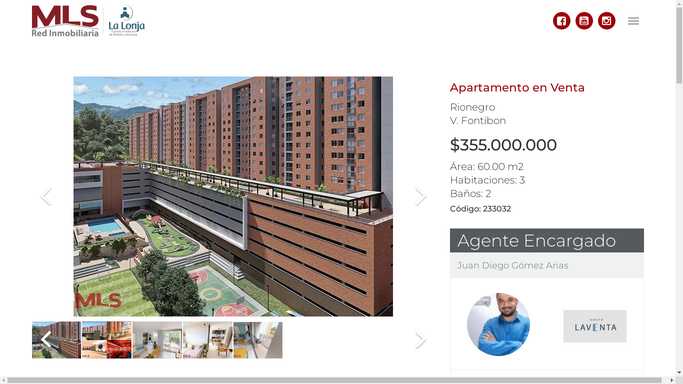 MLS
Red Inmobiliaria
La Lonja
Apartamento en Venta
Rionegro
V. Fontibon
$355.000.000
Área: 60.00 m2
Habitaciones: 3
Baños: 2
Código: 233032
Agente Encargado
Juan Diego Gómez Arias
MLS
LAVENTA